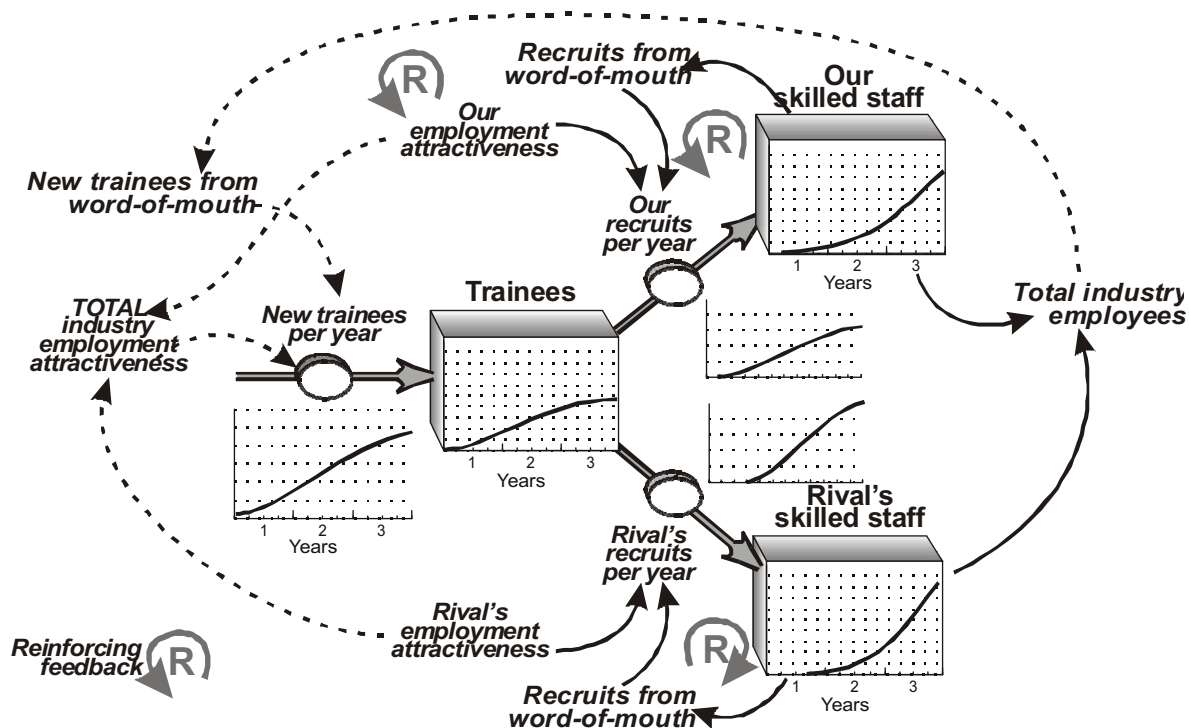 Recruits from
word-of-mouth
R
Our
skilled staff
Our
employment
attractiveness
R
New trainees from
word-of-mouth
Our
recruits
per year
1 2 3
Years
Trainees
Total industry
employees
TOTAL
industry
employment
attractiveness
New trainees
per year
1 2 3
Years
1 2 3
Years
Rival's
skilled staff
Rival's
recruits
per year
Rival's
employment
attractiveness
R
Reinforcing
feedback
R
1 2 3
Years
Recruits from
word-of-mouth